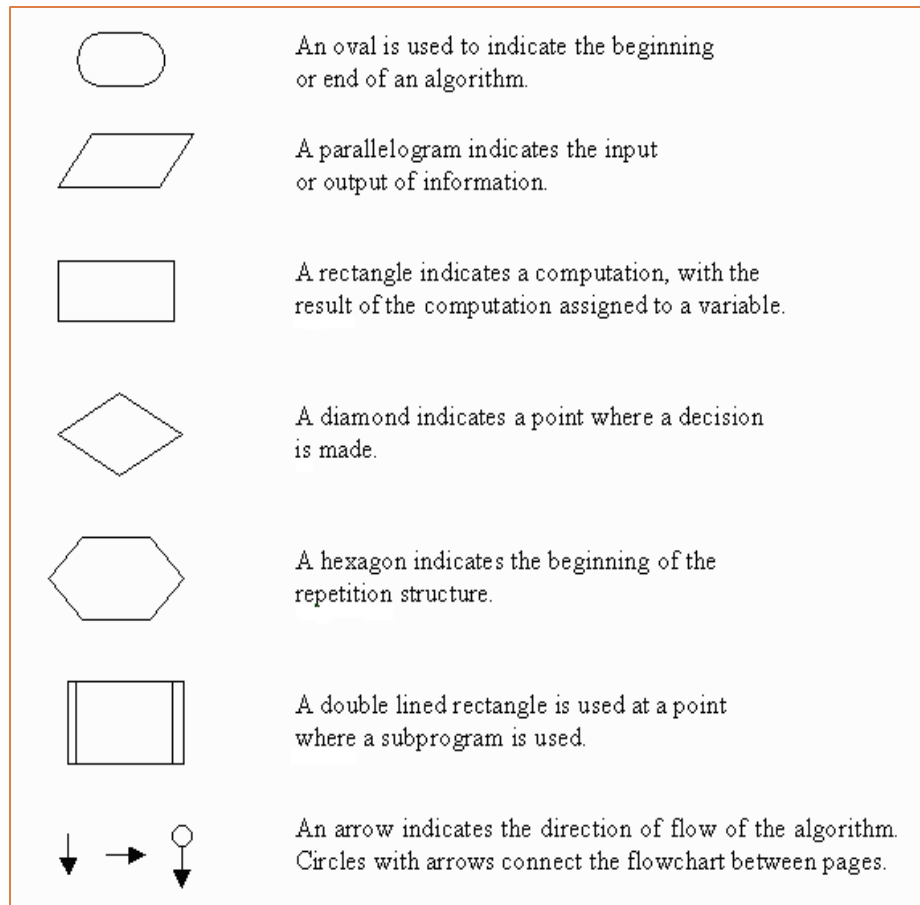 An oval is used to indicate the beginning
or end of an algorithm.
A parallelogram indicates the input
or output of information.
A rectangle indicates a computation, with the
result of the computation assigned to a variable.
A diamond indicates a point where a decision
is made.
A hexagon indicates the beginning of the
repetition structure.
A double lined rectangle is used at a point
where a subprogram is used.
An arrow indicates the direction of flow of the algorithm.
Circles with arrows connect the flowchart between pages.